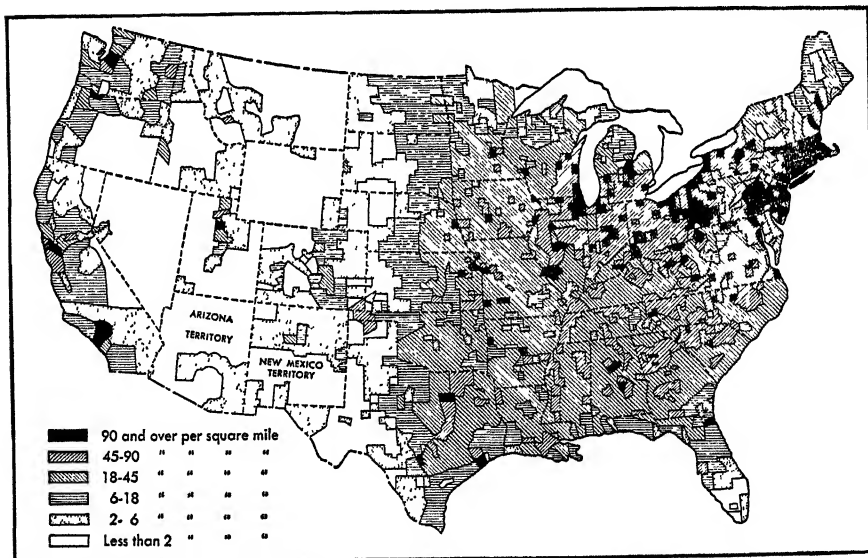 ARIZONA
TERRITORY
NEW MEXICO
TERRITORY
90 and over per square mile
45-90 " " " "
18-45 " " " "
6-18 " " " "
2- 6 " " " "
Less than 2 " " " "